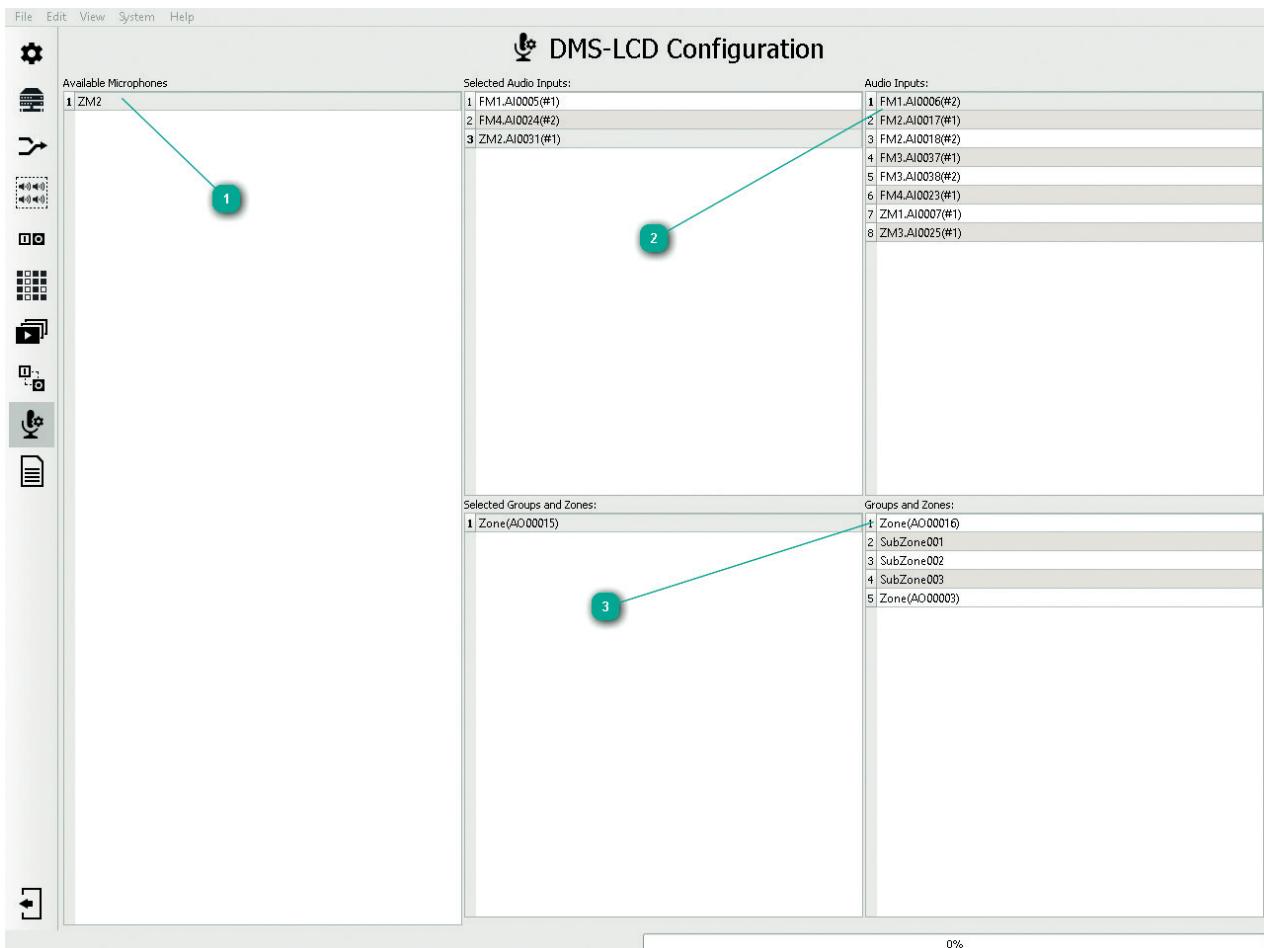 File Edit View System Help
DMS-LCD Configuration
Available Microphones
1 ZM2
1
Selected Audio Inputs:
1 FM1.AI0005(#1)
2 FM4.AI0024(#2)
3 ZM2.AI0031(#1)
2
Audio Inputs:
1 FM1.AI0006(#2)
2 FM2.AI0017(#1)
3 FM2.AI0018(#2)
4 FM3.AI0037(#1)
5 FM3.AI0038(#2)
6 FM4.AI0023(#1)
7 ZM1.AI0007(#1)
8 ZM3.AI0025(#1)
Selected Groups and Zones:
1 Zone(AO00015)
3
Groups and Zones:
1 Zone(AO00016)
2 SubZone001
3 SubZone002
4 SubZone003
5 Zone(AO00003)
0%